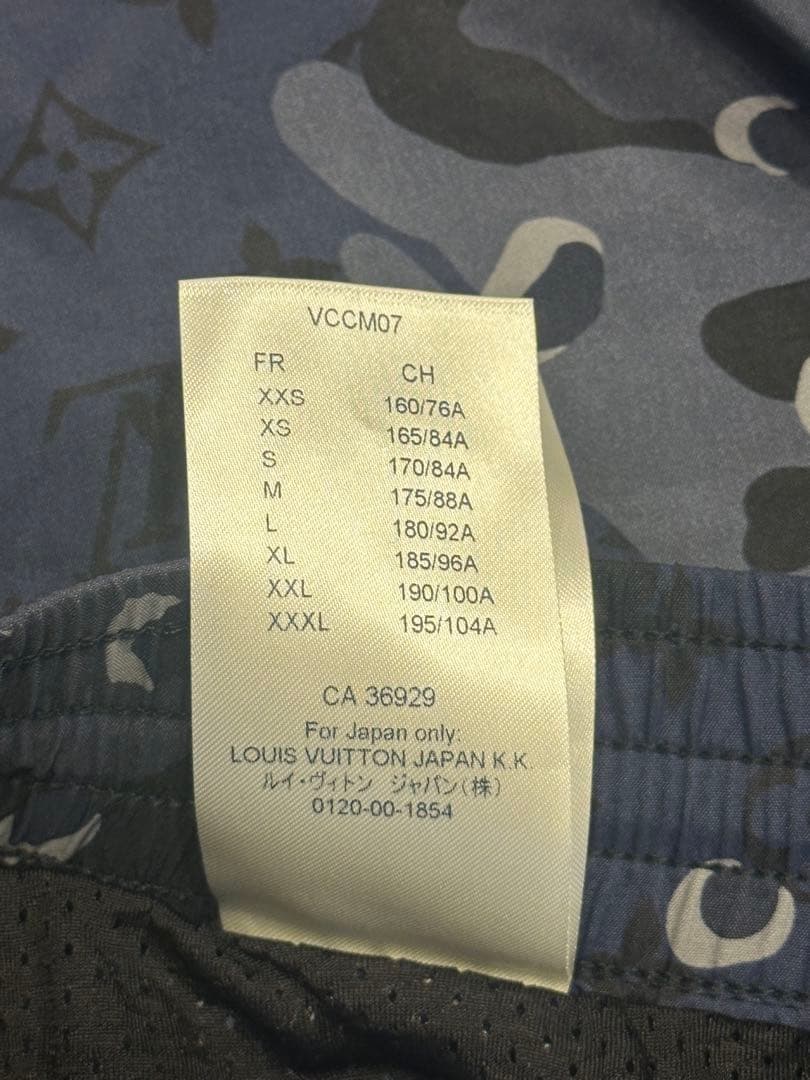 VCCM07
FR CH
XXS 160/76A
XS 165/84A
S 170/84A
M 175/88A
L 180/92A
XL 185/96A
XXL 190/100A
XXXL 195/104A
CA 36929
For Japan only:
LOUIS VUITTON JAPAN K.K.
ルイ・ヴィトン ジャパン(株)
0120-00-1854